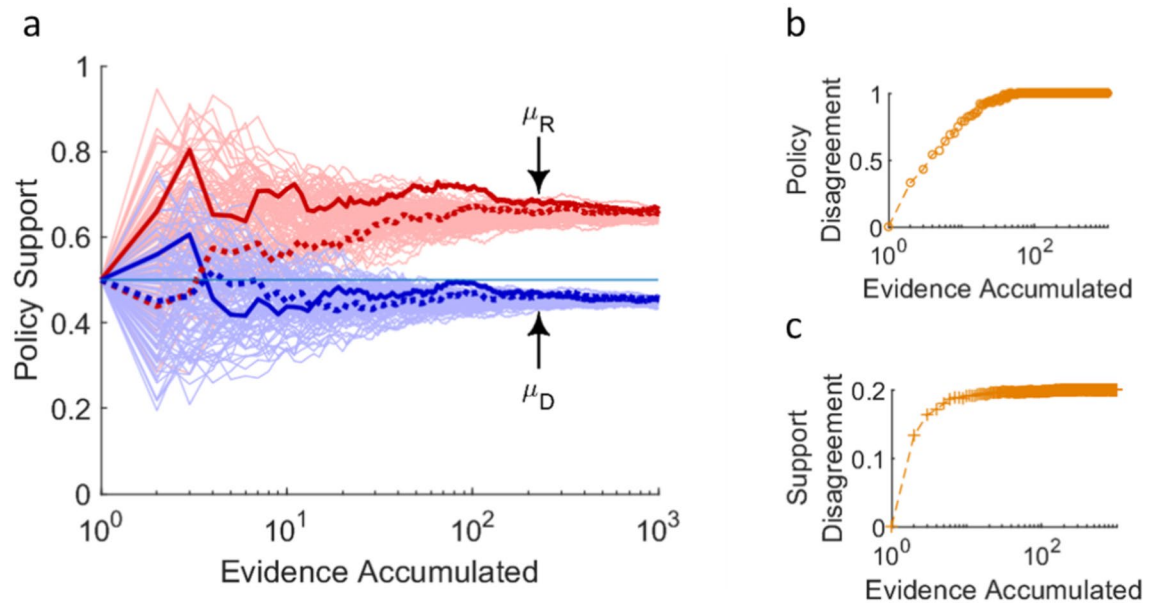 a
1
0.8
0.6
0.4
0.2
0
Policy Support
μR
μD
10^0
10^1
10^2
10^3
Evidence Accumulated
b
1
0.5
0
Policy
Disagreement
10^0
10^2
Evidence Accumulated
c
0.2
0.1
0
Support
Disagreement
10^0
10^2
Evidence Accumulated